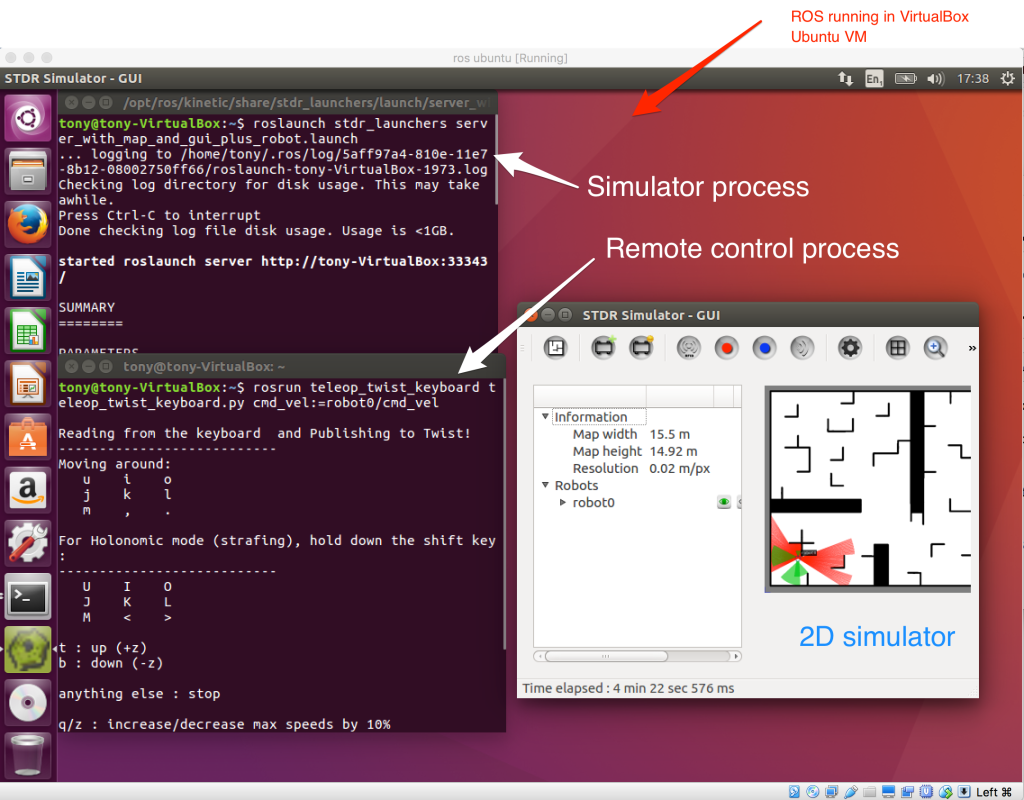 ROS running in VirtualBox
Ubuntu VM
ros ubuntu [Running]
STDR Simulator - GUI
En1
17:38
/opt/ros/kinetic/share/stdr_launchers/launch/server_w
tony@tony-VirtualBox:~$ roslaunch stdr_launchers serv
er_with_map_and_gui_plus_robot.launch
... logging to /home/tony/.ros/log/5aff97a4-810e-11e7
-8b12-08002750ff66/roslaunch-tony-VirtualBox-1973.log
Checking log directory for disk usage. This may take
awhile.
Press Ctrl-C to interrupt
Done checking log file disk usage. Usage is <1GB.
started roslaunch server http://tony-VirtualBox:33343
/
SUMMARY
========
PARAMETERS
Simulator process
Remote control process
tony@tony-VirtualBox: ~
tony@tony-VirtualBox:~$ rosrun teleop_twist_keyboard t
eleop_twist_keyboard.py cmd_vel:=robot0/cmd_vel
Reading from the keyboard  and Publishing to Twist!
---------------------------
Moving around:
u i o
j k l
m , .
For Holonomic mode (strafing), hold down the shift key
:
---------------------------
U I O
J K L
M < >
t : up (+z)
b : down (-z)
anything else : stop
q/z : increase/decrease max speeds by 10%
STDR Simulator - GUI
»
Information
Map width 15.5 m
Map height 14.92 m
Resolution 0.02 m/px
Robots
robot0
2D simulator
Time elapsed : 4 min 22 sec 576 ms
Left ⌘